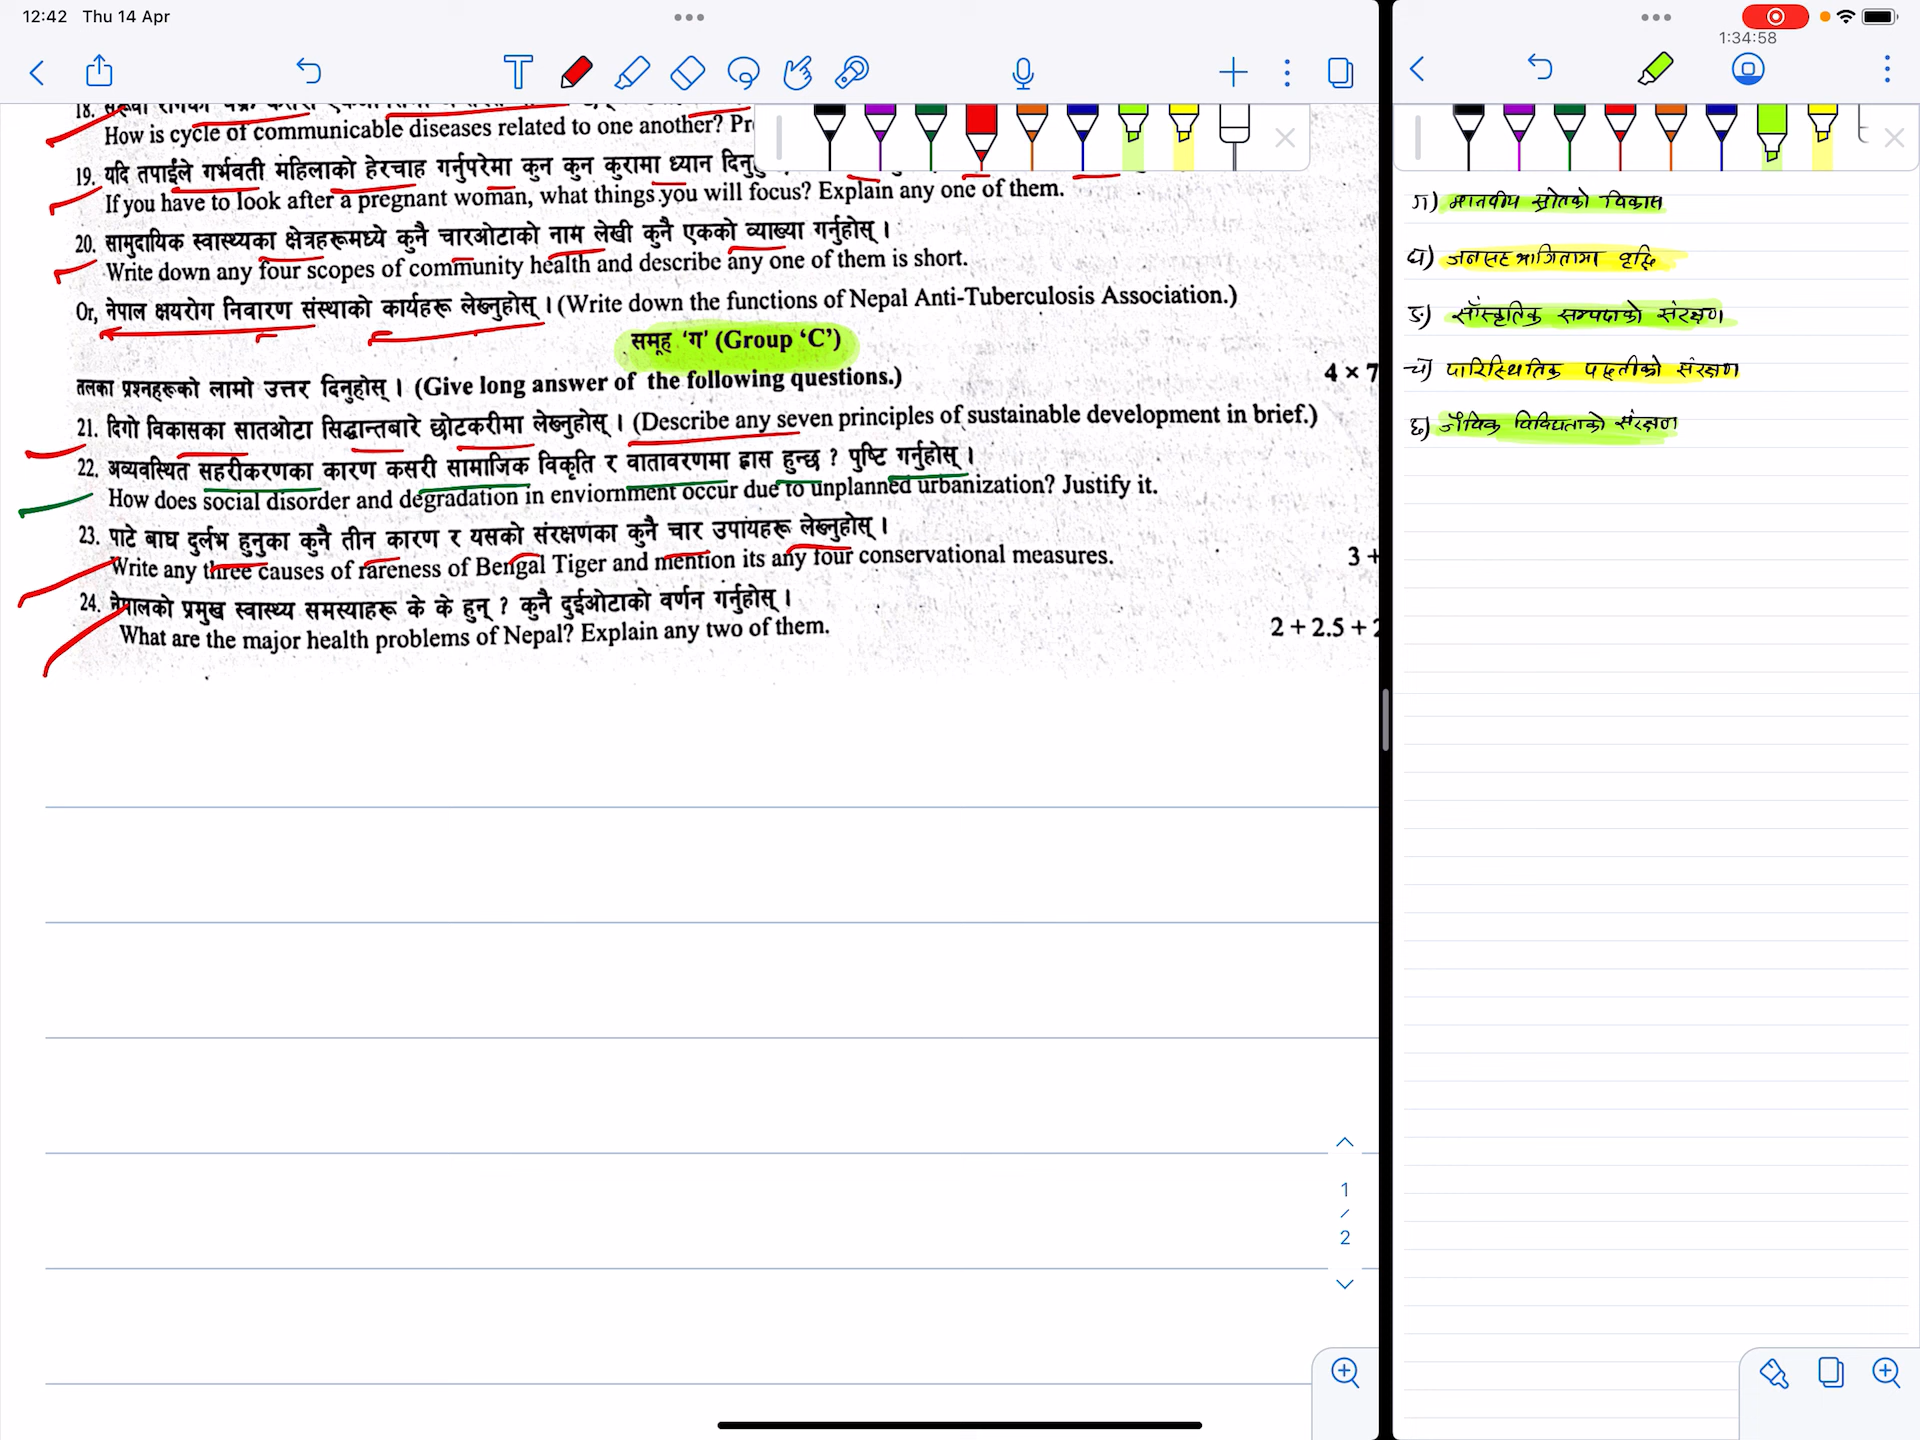 12:42 Thu 14 Apr
1:34:58
18.
How is cycle of communicable diseases related to one another?
19. यदि तपाईंले गर्भवती महिलाको हेरचाह गर्नुपरेमा कुन कुन कुरामा ध्यान
If you have to look after a pregnant woman, what things you will focus? Explain any one of them.
20. सामुदायिक स्वास्थ्यका क्षेत्रहरूमध्ये कुनै चारओटाको नाम लेखी कुनै एकको व्याख्या गर्नुहोस् ।
Write down any four scopes of community health and describe any one of them is short.
Or, नेपाल क्षयरोग निवारण संस्थाको कार्यहरू लेख्नुहोस् । (Write down the functions of Nepal Anti-Tuberculosis Association.)
समूह ‘ग’ (Group ‘C’)
तलका प्रश्नहरूको लामो उत्तर दिनुहोस् । (Give long answer of the following questions.) 4 × 7
21. दिगो विकासका सातओटा सिद्धान्तबारे छोटकरीमा लेख्नुहोस् । (Describe any seven principles of sustainable development in brief.)
22. अव्यवस्थित सहरीकरणका कारण कसरी सामाजिक विकृति र वातावरणमा ह्रास हुन्छ ? पुष्टि गर्नुहोस् ।
How does social disorder and degradation in enviornment occur due to unplanned urbanization? Justify it.
23. पाटे बाघ दुर्लभ हुनुका कुनै तीन कारण र यसको संरक्षणका कुनै चार उपायहरू लेख्नुहोस् ।
Write any three causes of rareness of Bengal Tiger and mention its any four conservational measures. 3 +
24. नेपालको प्रमुख स्वास्थ्य समस्याहरू के के हुन् ? कुनै दुईओटाको वर्णन गर्नुहोस् ।
What are the major health problems of Nepal? Explain any two of them. 2 + 2.5 + 2
1
/
2
ग) मानवीय स्रोतको विकास
घ) जनसहभागितामा वृद्धि
ङ) साँस्कृतिक सम्पदाको संरक्षण
च) पारिस्थितिक पद्दतीको संरक्षण
छ) जैविक विविधताको संरक्षण